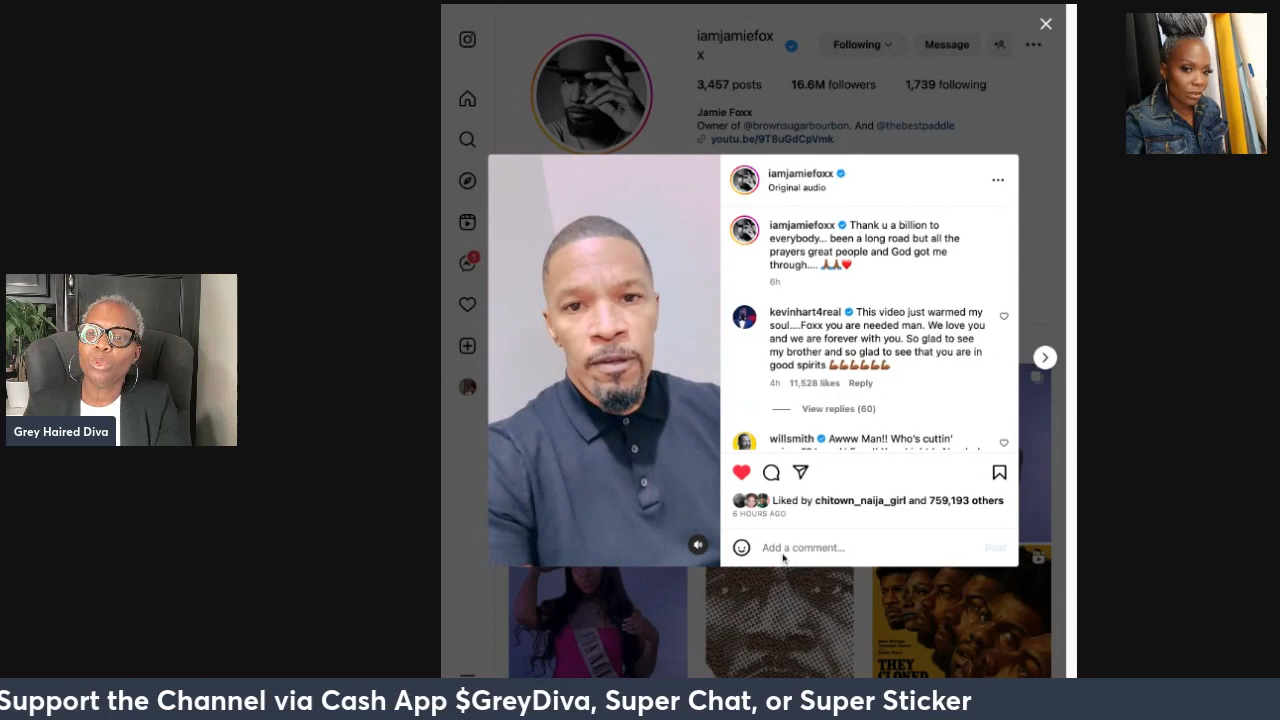 iamjamiefox
x
Following
Message
3,457 posts
16.6M followers
1,739 following
Jamie Foxx
Owner of @brownsugarbourbon. And @thebestpaddle
youtu.be/9T8uGdCpVmk
iamjamiefoxx
Original audio
iamjamiefoxx Thank u a billion to
everybody... been a long road but all the
prayers great people and God got me
through.... 🙏🏾🙏🏾❤️
6h
kevinhart4real This video just warmed my
soul....Foxx you are needed man. We love you
and we are forever with you. So glad to see
my brother and so glad to see that you are in
good spirits 💪🏾💪🏾💪🏾💪🏾💪🏾💪🏾
4h 11,528 likes Reply
View replies (60)
willsmith Awww Man!! Who's cuttin'
Liked by chitown_naija_girl and 759,193 others
6 HOURS AGO
Add a comment...
Post
1
Grey Haired Diva
THEY
CLONED
Support the Channel via Cash App $GreyDiva, Super Chat, or Super Sticker